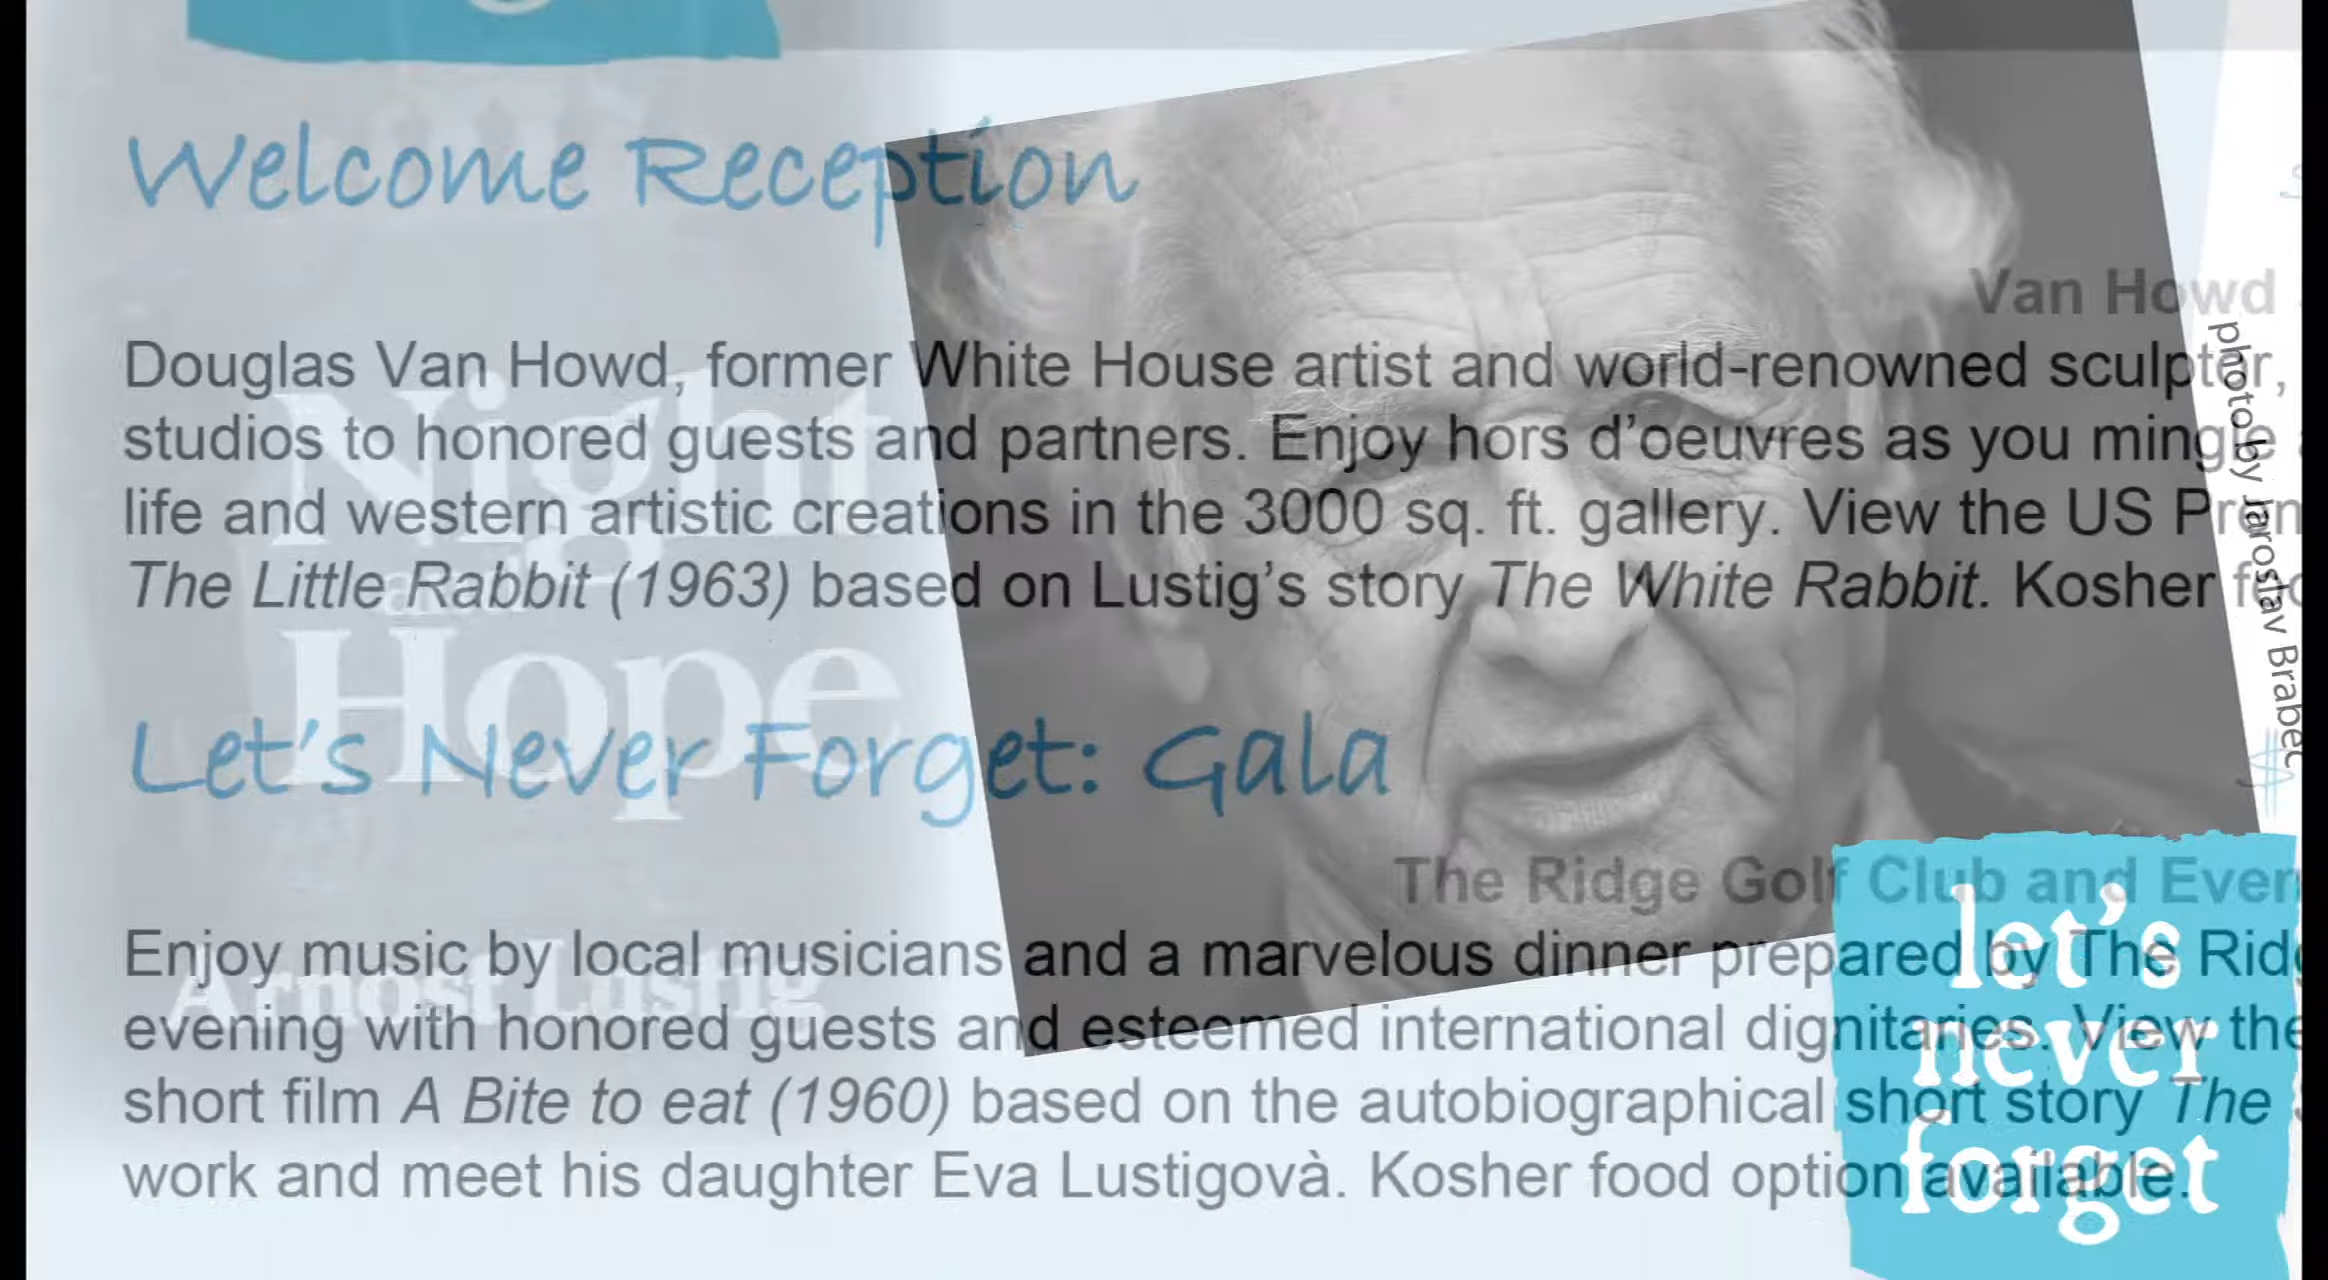 Welcome Reception
Van Howd
Douglas Van Howd, former White House artist and world-renowned sculptor,
studios to honored guests and partners. Enjoy hors d’oeuvres as you mingle
life and western artistic creations in the 3000 sq. ft. gallery. View the US
The Little Rabbit (1963) based on Lustig’s story The White Rabbit. Kosher
photo by Jaroslav Brabec
Night
and
Hope
Arnost Lustig
Let’s Never Forget: Gala
The Ridge Golf Club and
Enjoy music by local musicians and a marvelous dinner prepared by The
evening with honored guests and esteemed international dignitaries. View the
short film A Bite to eat (1960) based on the autobiographical short story The
work and meet his daughter Eva Lustigovà. Kosher food option available.
let’s
never
forget